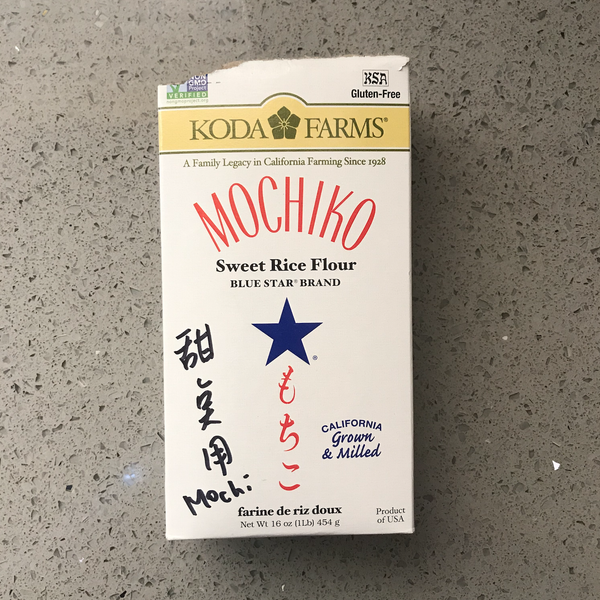 NON GMO Project
VERIFIED
nongmoproject.org
KSA
Gluten-Free
KODA FARMS®
A Family Legacy in California Farming Since 1928
MOCHIKO
Sweet Rice Flour
BLUE STAR® BRAND
®
もちこ
CALIFORNIA
Grown
& Milled
甜
用
Mochi
farine de riz doux
Net Wt 16 oz (1Lb) 454 g
Product
of USA